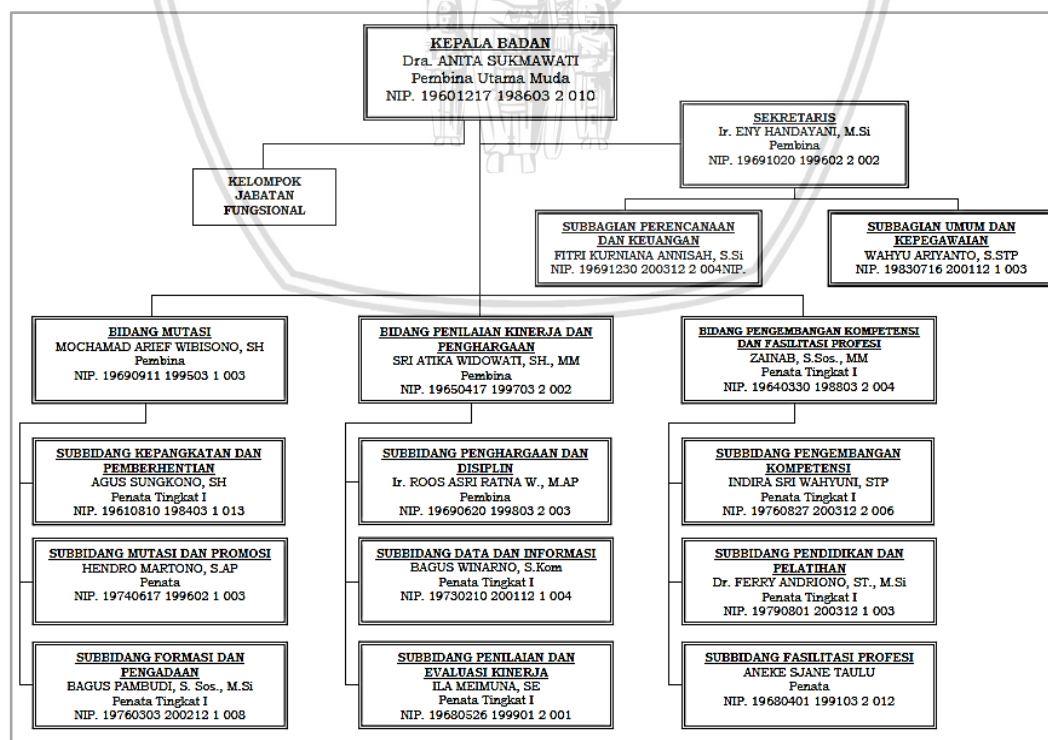 KEPALA BADAN
Dra. ANITA SUKMAWATI
Pembina Utama Muda
NIP. 19601217 198603 2 010
SEKRETARIS
Ir. ENY HANDAYANI, M.Si
Pembina
NIP. 19691020 199602 2 002
KELOMPOK
JABATAN
FUNGSIONAL
SUBBAGIAN PERENCANAAN
DAN KEUANGAN
FITRI KURNIANA ANNISAH, S.Si
NIP. 19691230 200312 2 004NIP.
SUBBAGIAN UMUM DAN
KEPEGAWAIAN
WAHYU ARIYANTO, S.STP
NIP. 19830716 200112 1 003
BIDANG MUTASI
MOCHAMAD ARIEF WIBISONO, SH
Pembina
NIP. 19690911 199503 1 003
BIDANG PENILAIAN KINERJA DAN
PENGHARGAAN
SRI ATIKA WIDOWATI, SH., MM
Pembina
NIP. 19650417 199703 2 002
BIDANG PENGEMBANGAN KOMPETENSI
DAN FASILITASI PROFESI
ZAINAB, S.Sos., MM
Penata Tingkat I
NIP. 19640330 198803 2 004
SUBBIDANG KEPANGKATAN DAN
PEMBERHENTIAN
AGUS SUNGKONO, SH
Penata Tingkat I
NIP. 19610810 198403 1 013
SUBBIDANG PENGHARGAAN DAN
DISIPLIN
Ir. ROOS ASRI RATNA W., M.AP
Pembina
NIP. 19690620 199803 2 003
SUBBIDANG PENGEMBANGAN
KOMPETENSI
INDIRA SRI WAHYUNI, STP
Penata Tingkat I
NIP. 19760827 200312 2 006
SUBBIDANG MUTASI DAN PROMOSI
HENDRO MARTONO, S.AP
Penata
NIP. 19740617 199602 1 003
SUBBIDANG DATA DAN INFORMASI
BAGUS WINARNO, S.Kom
Penata Tingkat I
NIP. 19730210 200112 1 004
SUBBIDANG PENDIDIKAN DAN
PELATIHAN
Dr. FERRY ANDRIONO, ST., M.Si
Penata Tingkat I
NIP. 19790801 200312 1 003
SUBBIDANG FORMASI DAN
PENGADAAN
BAGUS PAMBUDI, S. Sos., M.Si
Penata Tingkat I
NIP. 19760303 200212 1 008
SUBBIDANG PENILAIAN DAN
EVALUASI KINERJA
ILA MEIMUNA, SE
Penata Tingkat I
NIP. 19680526 199901 2 001
SUBBIDANG FASILITASI PROFESI
ANEKE SJANE TAULU
Penata
NIP. 19680401 199103 2 012